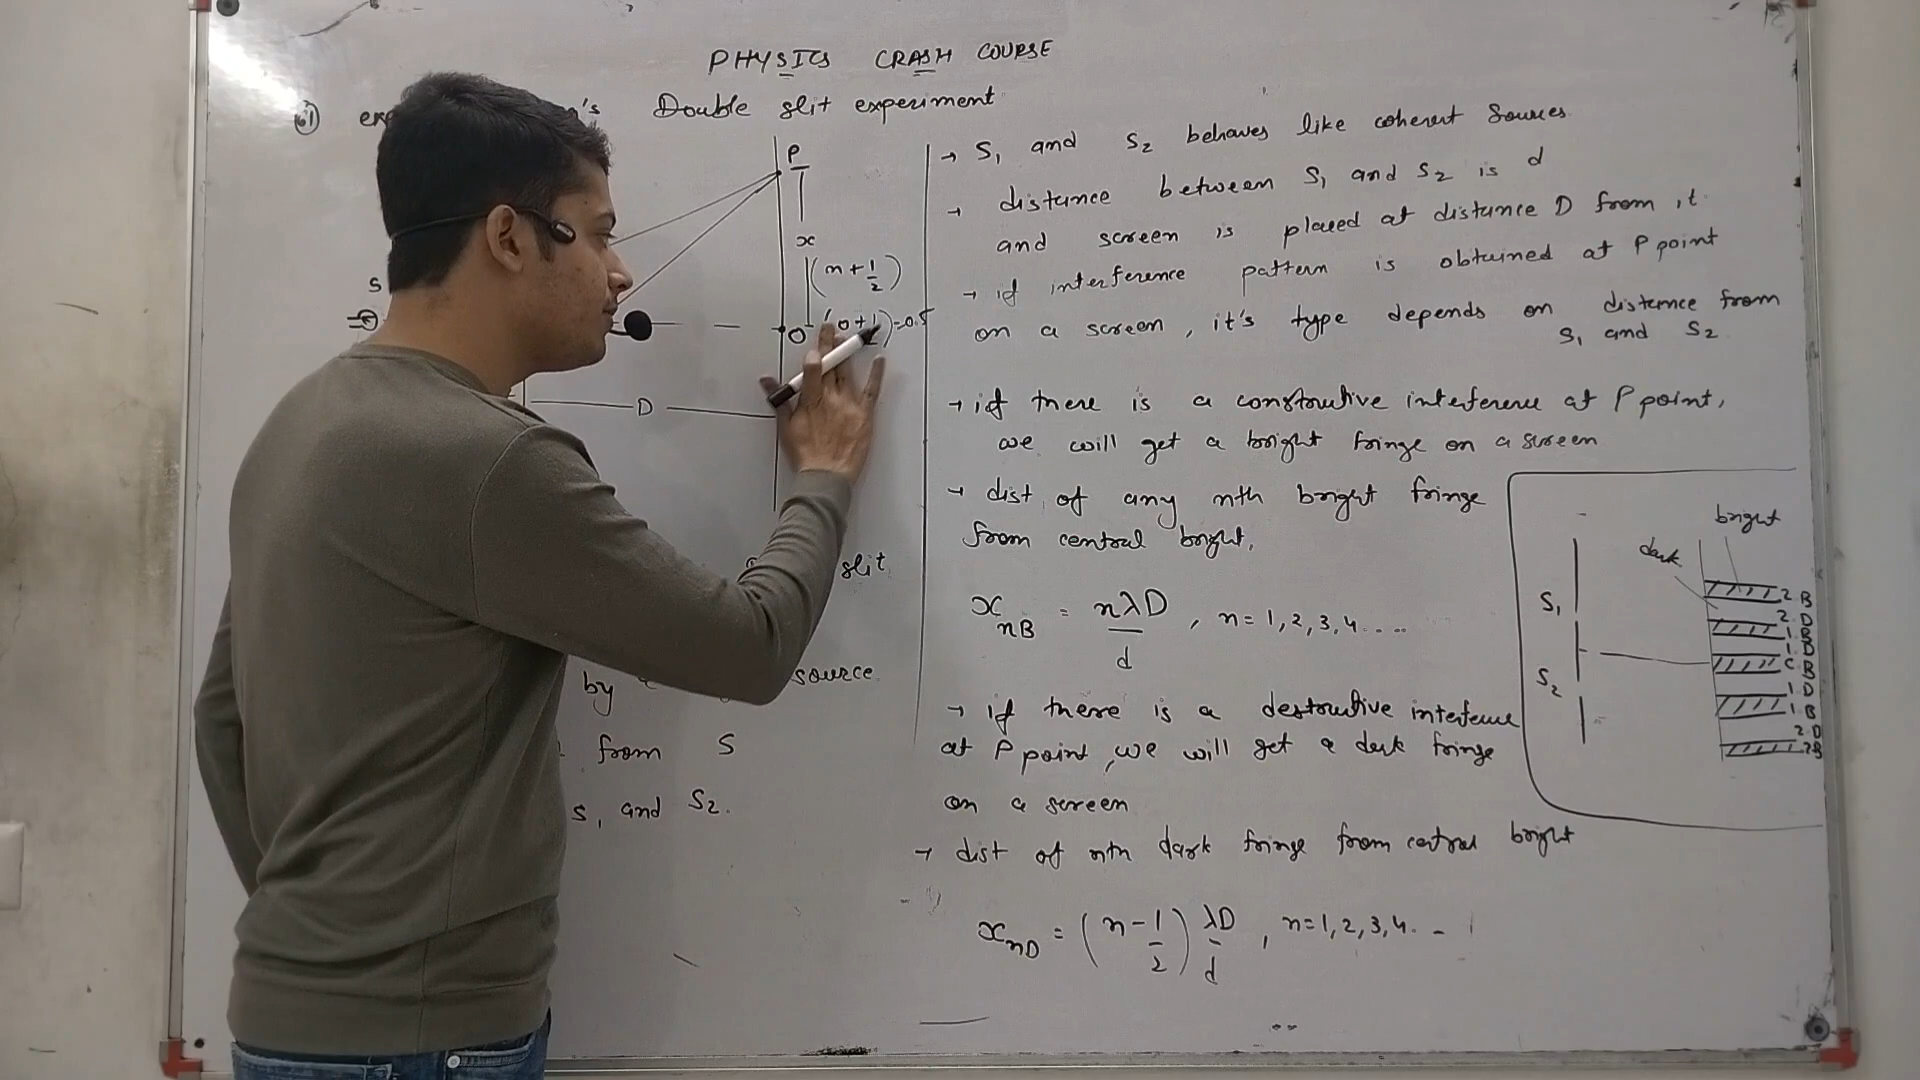 PHYSICS CRASH COURSE
61) exp 's Double slit experiment
P
x
(n+1/2)
S
O (0+1/2)=0.5
D
slit
by source.
from S
S1 and S2.
→ S1 and S2 behaves like coherent Sources
→ distance between S1 and S2 is d
and screen is placed at distance D from it.
→ if interference pattern is obtained at P point
on a screen, it's type depends on distance from
S1 and S2
→ if there is a constructive interference at P point,
we will get a bright fringe on a screen
→ dist of any nth bright fringe
from central bright.
x nB = nλD/d , n = 1,2,3,4....
→ if there is a destructive interference
at P point, we will get a dark fringe
on a screen
→ dist of nth dark fringe from central bright
x nD = (n-1/2) λD/d , n=1,2,3,4..
bright
dark
S1
S2
2 B
2 D
1 B
1 D
C B
1 D
1 B
2 D
2B